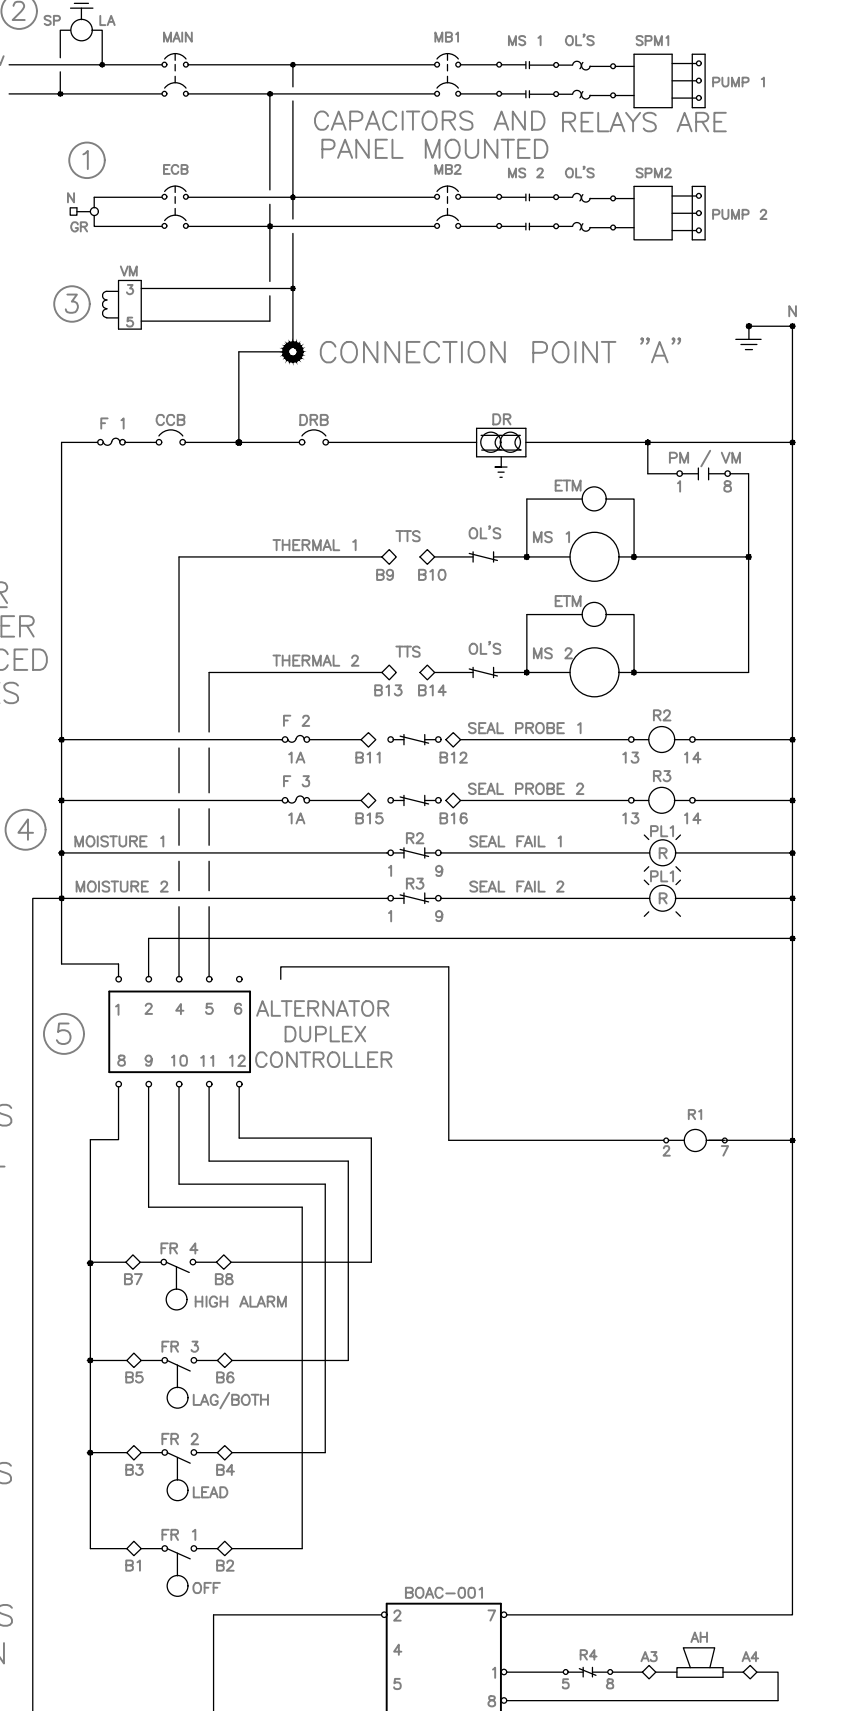 2 SP LA
MAIN MB1 MS 1 OL'S SPM1
PUMP 1
CAPACITORS AND RELAYS ARE
PANEL MOUNTED
1 ECB MB2 MS 2 OL'S SPM2
N
GR
PUMP 2
VM
3
3
5
N
CONNECTION POINT "A"
F 1 CCB DRB DR
PM / VM
1 8
ETM
THERMAL 1 TTS OL'S MS 1
B9 B10
R
ER
CED
ES
ETM
THERMAL 2 TTS OL'S MS 2
B13 B14
F 2 SEAL PROBE 1 R2
1A B11 B12 13 14
F 3 SEAL PROBE 2 R3
1A B15 B16 13 14
4
MOISTURE 1 R2 SEAL FAIL 1 PL1
R
1 9
MOISTURE 2 R3 SEAL FAIL 2 PL1
R
1 9
5
1 2 4 5 6
8 9 10 11 12
ALTERNATOR
DUPLEX
CONTROLLER
S
R1
2 7
FR 4
B7 B8
HIGH ALARM
FR 3
B5 B6
LAG/BOTH
FR 2
B3 B4
S
LEAD
FR 1
B1 B2
OFF
BOAC-001
S
N
2 7
4
5
1
8
R4
5 8
A3 AH A4